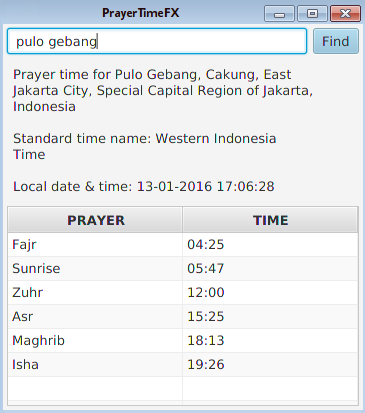 PrayerTimeFX
pulo gebang
Find
Prayer time for Pulo Gebang, Cakung, East
Jakarta City, Special Capital Region of Jakarta,
Indonesia
Standard time name: Western Indonesia
Time
Local date & time: 13-01-2016 17:06:28
PRAYER TIME
Fajr 04:25
Sunrise 05:47
Zuhr 12:00
Asr 15:25
Maghrib 18:13
Isha 19:26